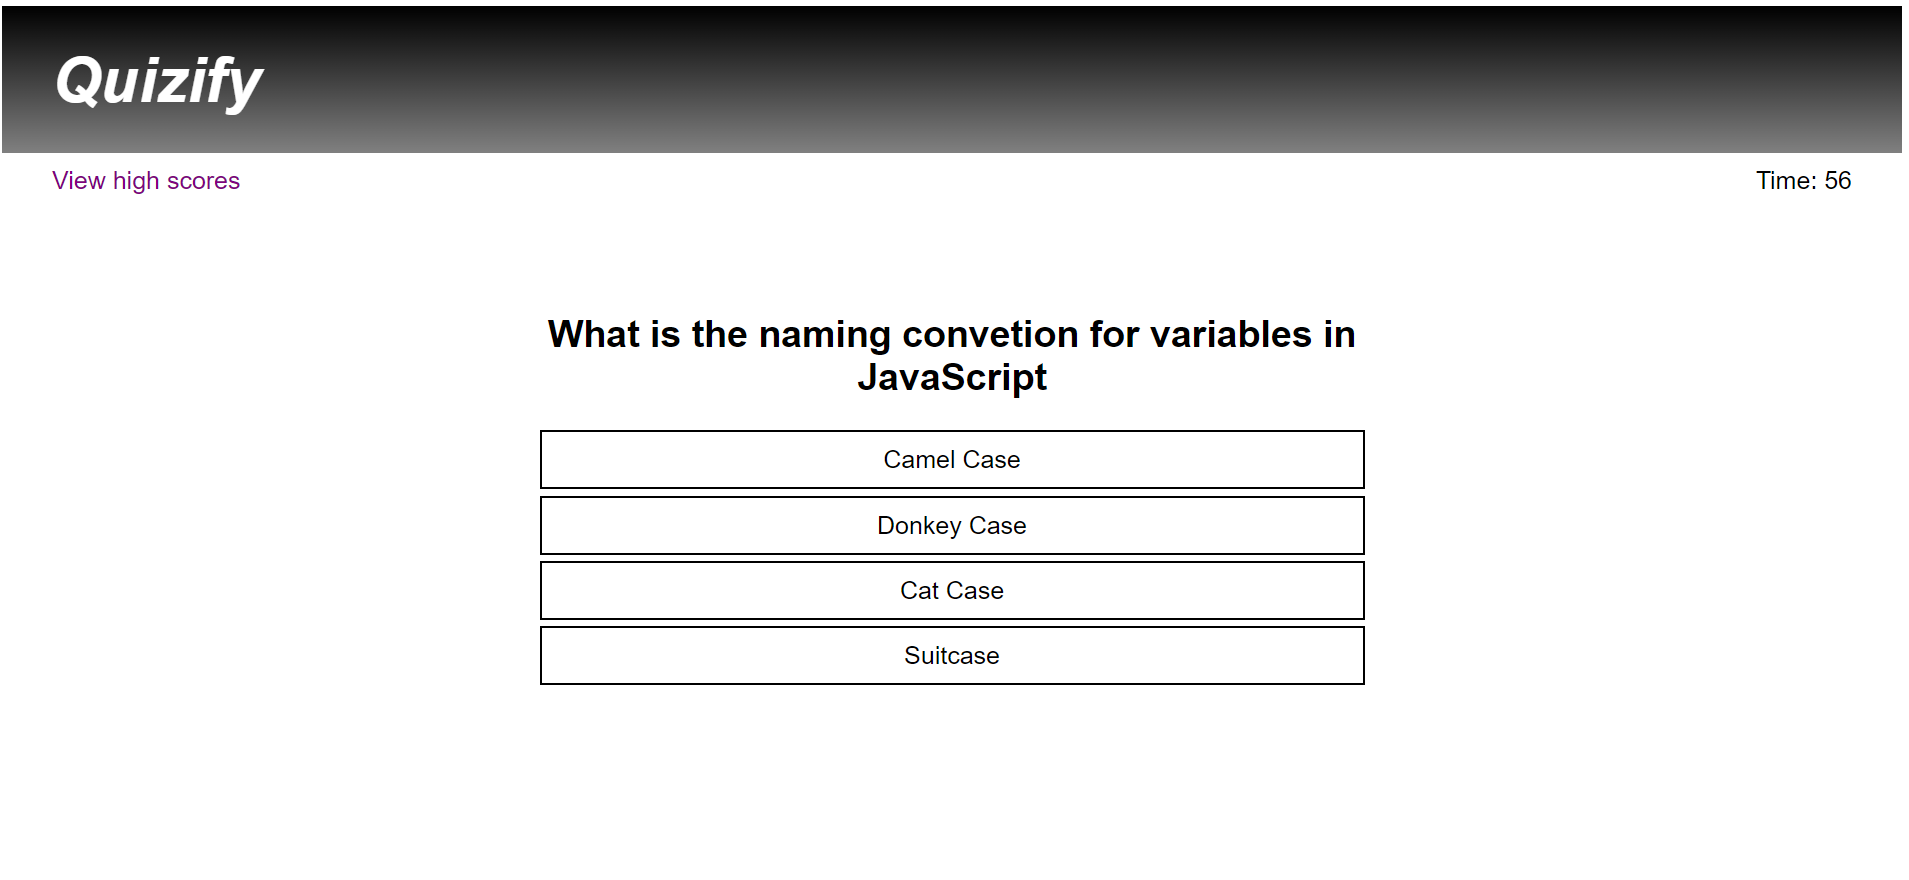 Quizify
View high scores
Time: 56
What is the naming convetion for variables in
JavaScript
Camel Case
Donkey Case
Cat Case
Suitcase